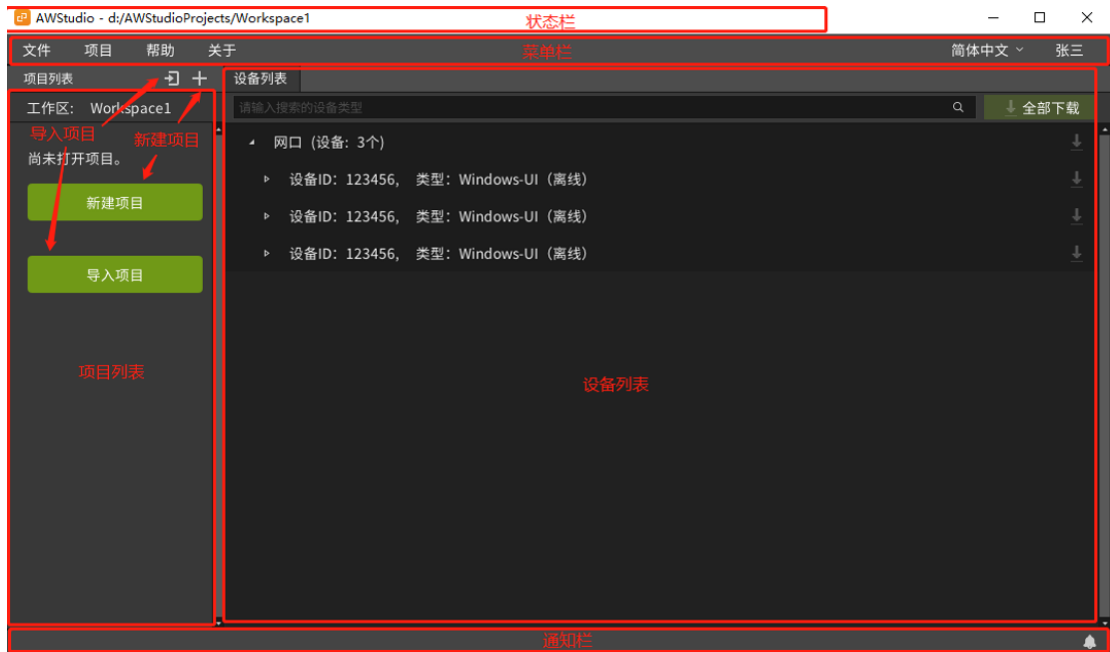 AWStudio - d:/AWStudioProjects/Workspace1
状态栏
文件 项目 帮助 关于 菜单栏 简体中文 张三
项目列表
设备列表
工作区: Workspace1
请输入搜索的设备类型
全部下载
导入项目
新建项目
尚未打开项目。
新建项目
导入项目
项目列表
网口 (设备: 3个)
设备ID: 123456, 类型: Windows-UI (离线)
设备ID: 123456, 类型: Windows-UI (离线)
设备ID: 123456, 类型: Windows-UI (离线)
设备列表
通知栏